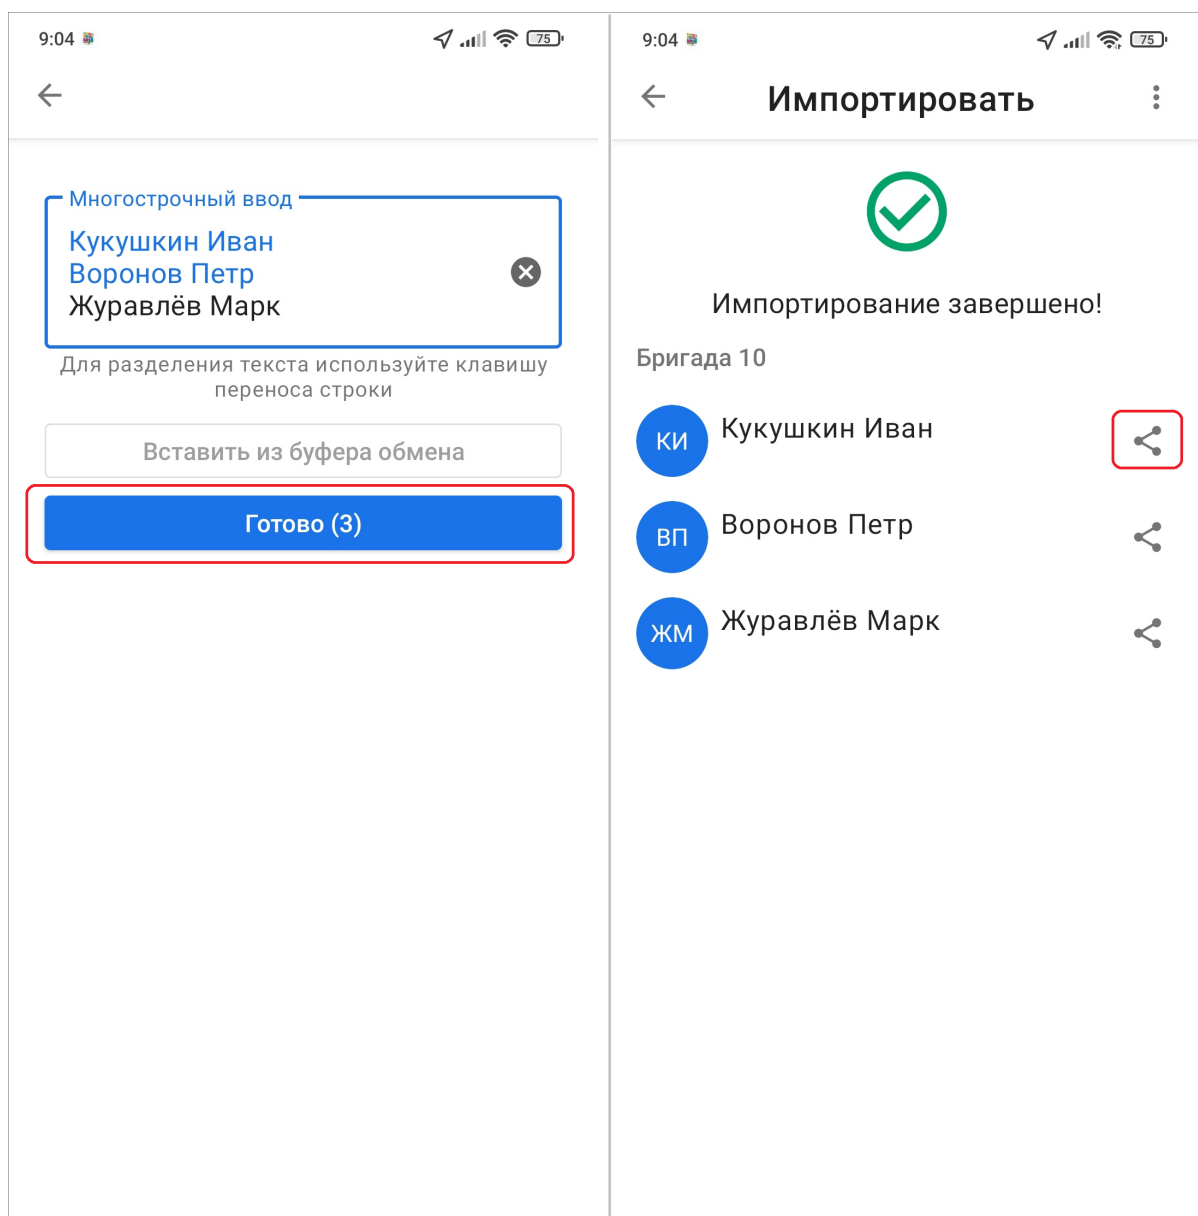 9:04
75
Многострочный ввод
Кукушкин Иван
Воронов Петр
Журавлёв Марк
Для разделения текста используйте клавишу
переноса строки
Вставить из буфера обмена
Готово (3)
9:04
75
Импортировать
Импортирование завершено!
Бригада 10
КИ
Кукушкин Иван
ВП
Воронов Петр
ЖМ
Журавлёв Марк